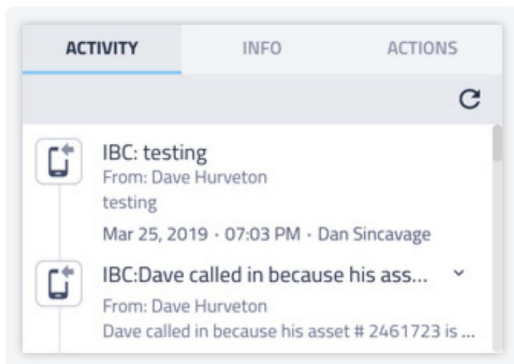 ACTIVITY INFO ACTIONS
IBC: testing
From: Dave Hurveton
testing
Mar 25, 2019 • 07:03 PM • Dan Sincavage
IBC:Dave called in because his ass...
From: Dave Hurveton
Dave called in because his asset # 2461723 is ...